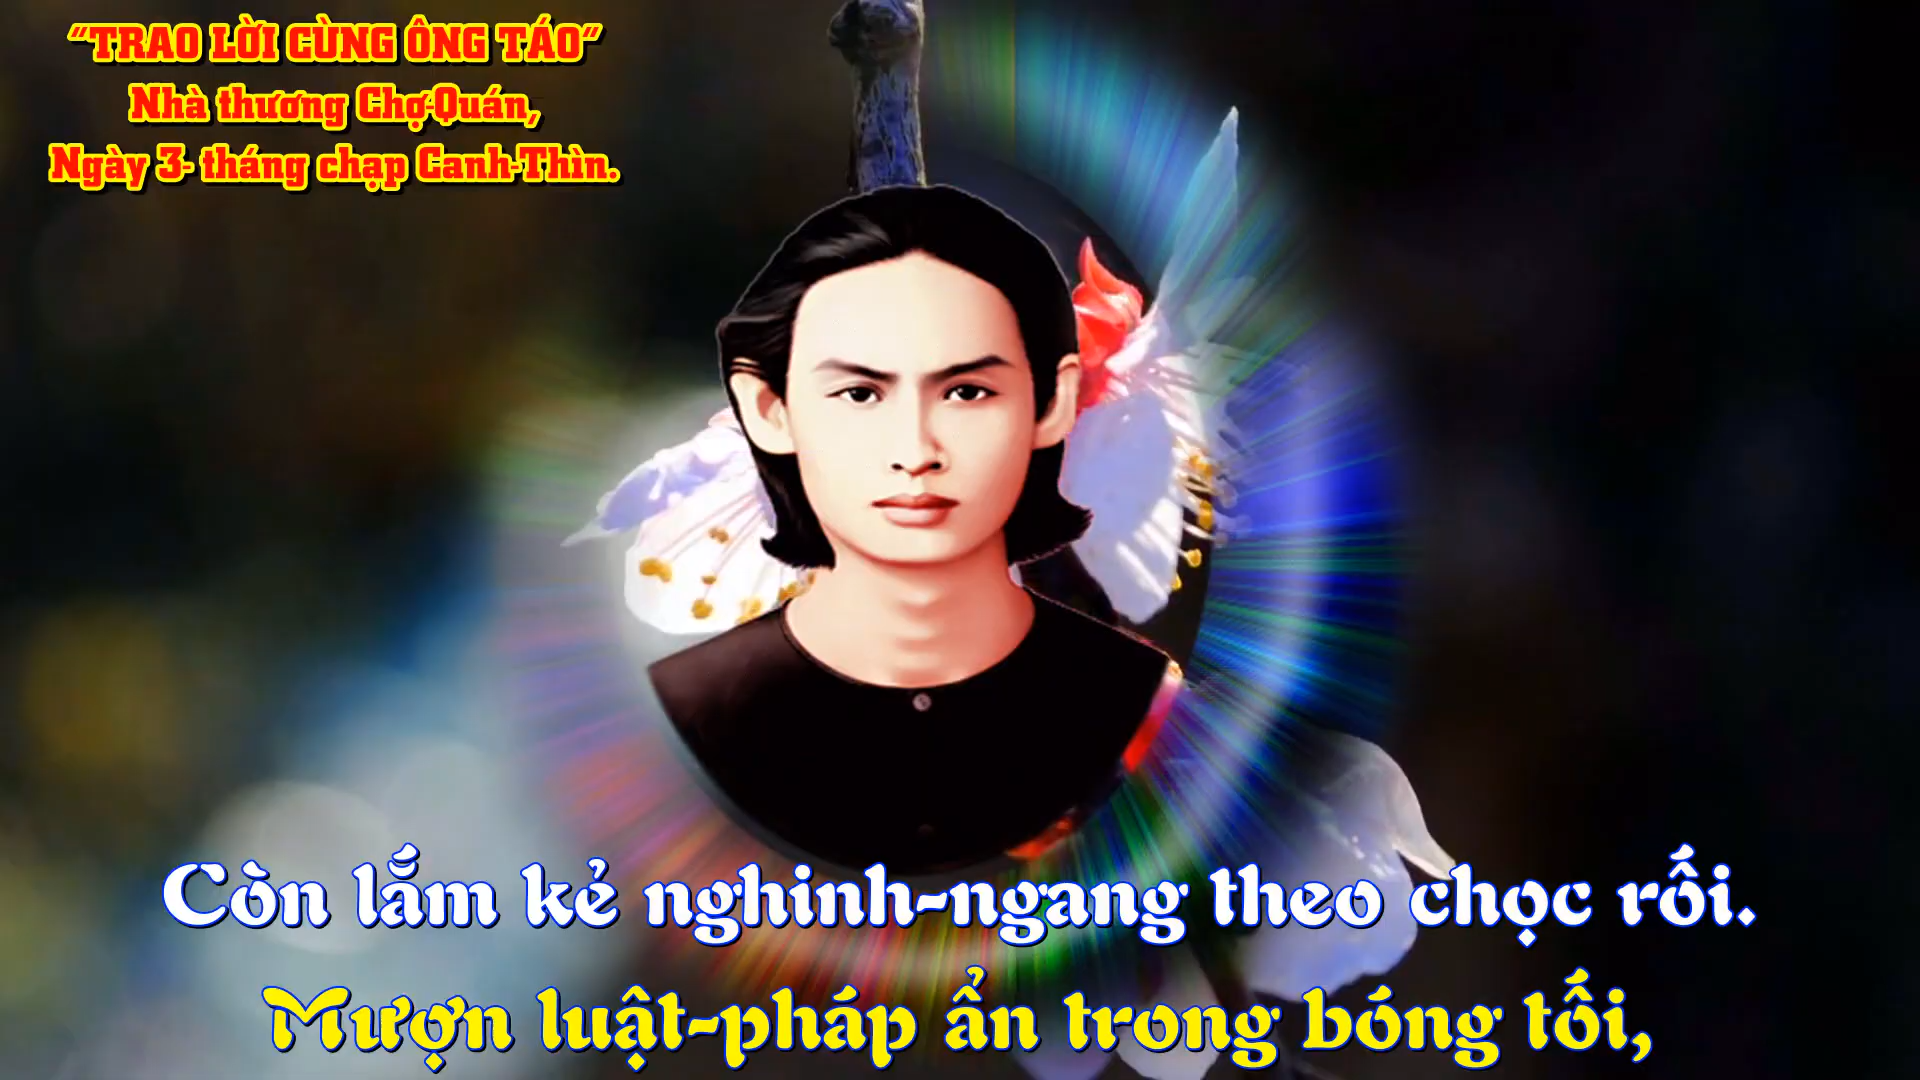 "TRAO LỜI CÙNG ÔNG TÁO"
Nhà thương Chợ-Quán,
Ngày 3- tháng chạp Canh-Thìn.
Còn lắm kẻ nghinh-ngang theo chọc rối.
Mượn luật-pháp ẩn trong bóng tối,